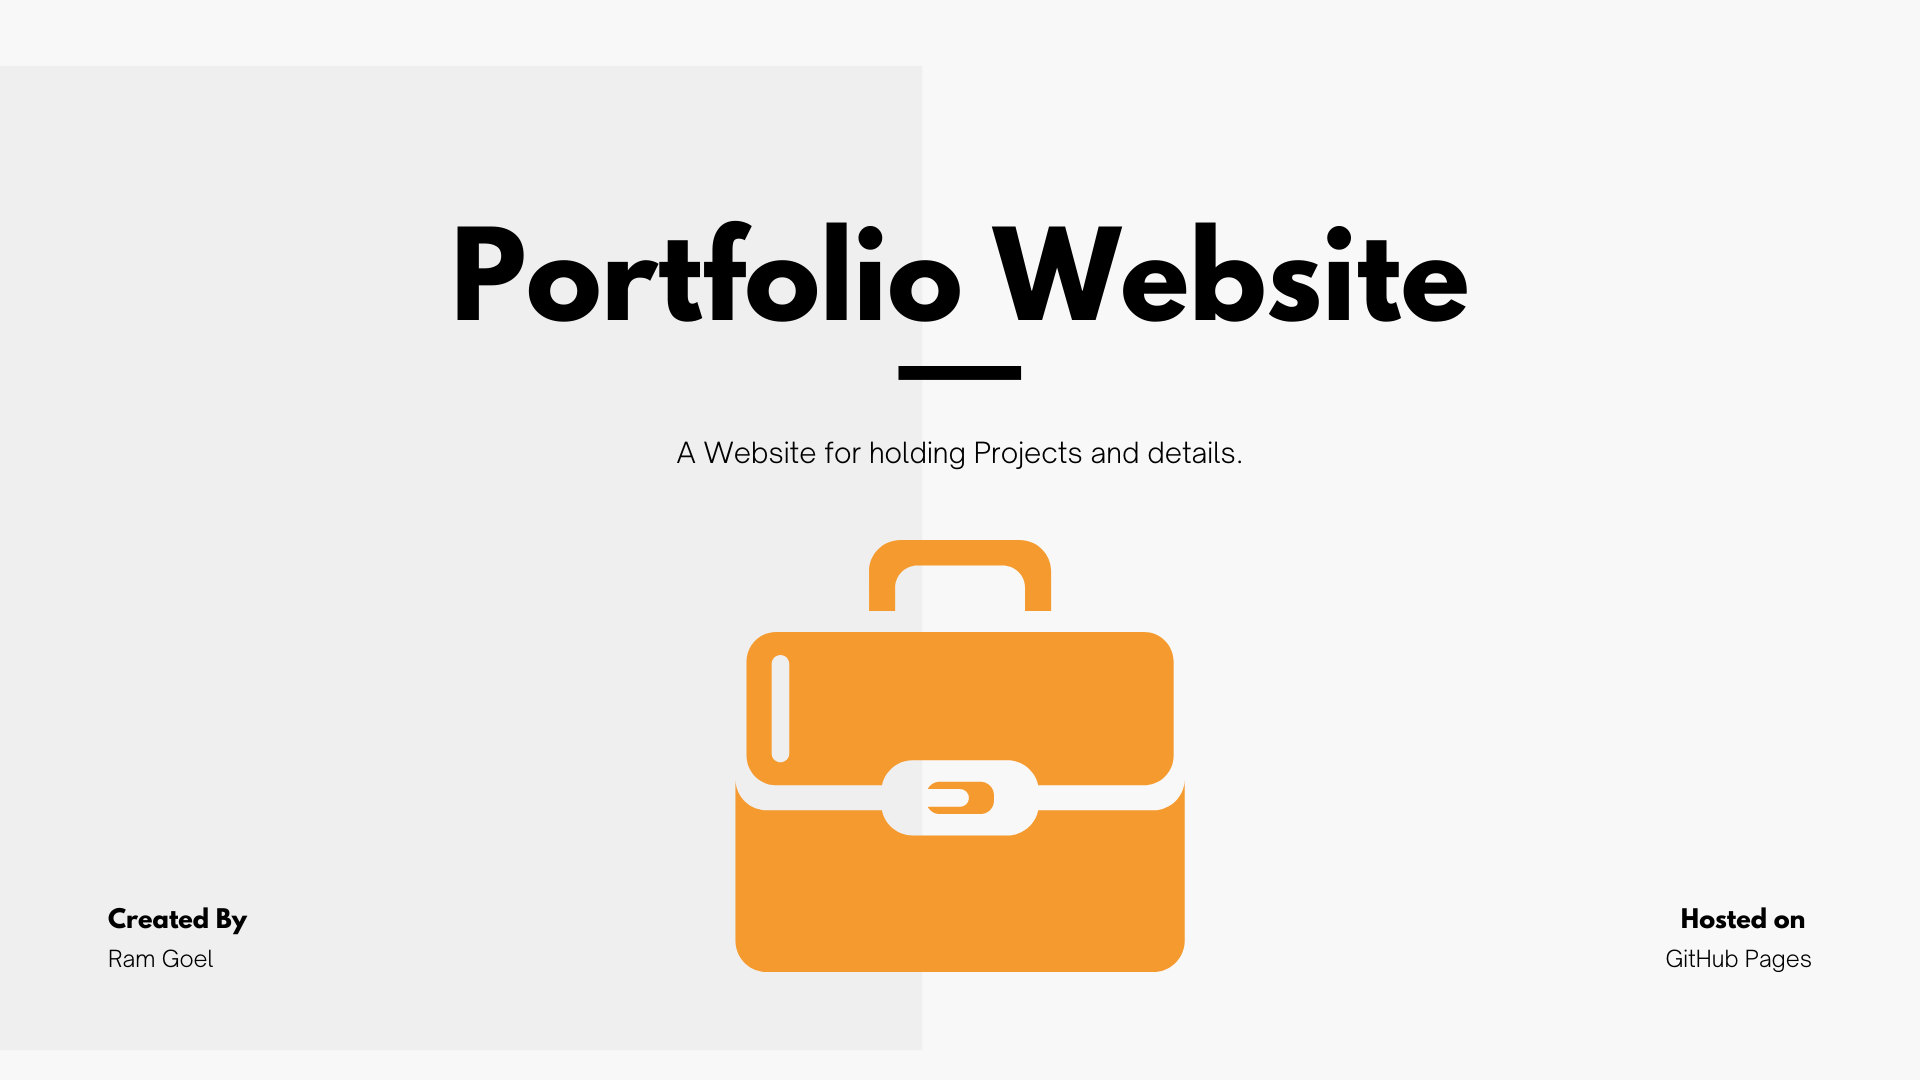 Portfolio Website
A Website for holding Projects and details.
Created By
Ram Goel
Hosted on
GitHub Pages